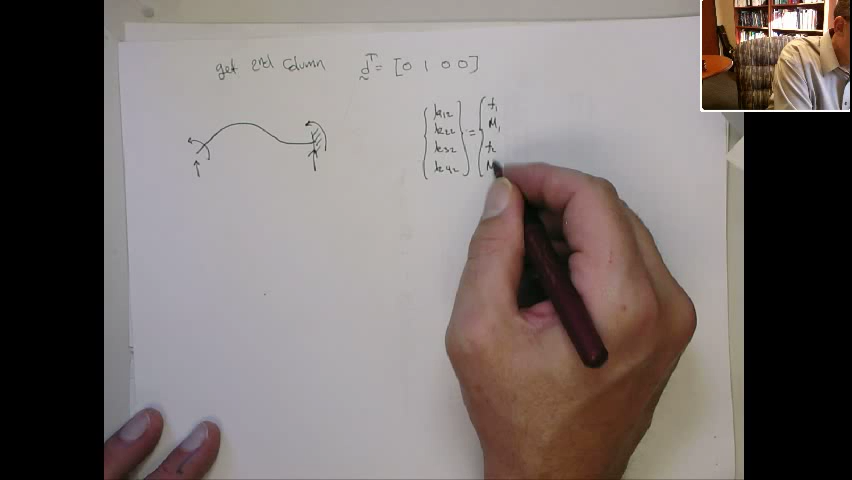 get 2nd Column d^T = [0 1 0 0]
{k12 k22 k32 k42} = {f1 M1 f2 M